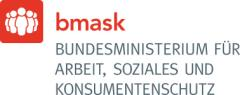 bmask
BUNDESMINISTERIUM FÜR
ARBEIT, SOZIALES UND
KONSUMENTENSCHUTZ